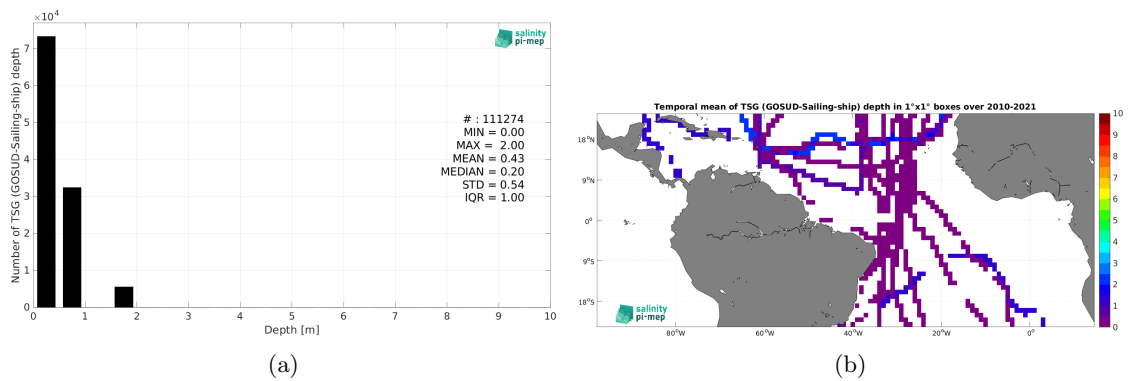 ×10⁴
7
6
5
4
3
2
1
0
Number of TSG (GOSUD-Sailing-ship) depth
0 1 2 3 4 5 6 7 8 9 10
Depth [m]
salinity
pi-mep
# : 111274
MIN = 0.00
MAX = 2.00
MEAN = 0.43
MEDIAN = 0.20
STD = 0.54
IQR = 1.00
(a)
Temporal mean of TSG (GOSUD-Sailing-ship) depth in 1°x1° boxes over 2010-2021
18°N
9°N
0°
9°S
18°S
80°W 60°W 40°W 20°W 0°
salinity
pi-mep
10
9
8
7
6
5
4
3
2
1
0
(b)